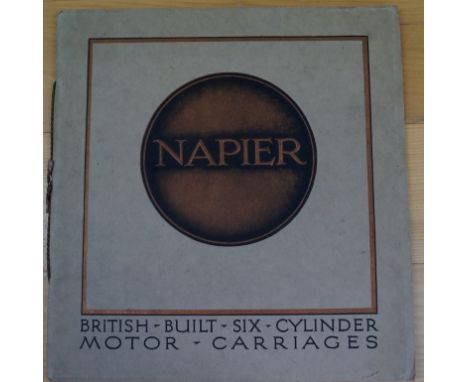 NAPIER
BRITISH - BUILT - SIX - CYLINDER
MOTOR - CARRIAGES